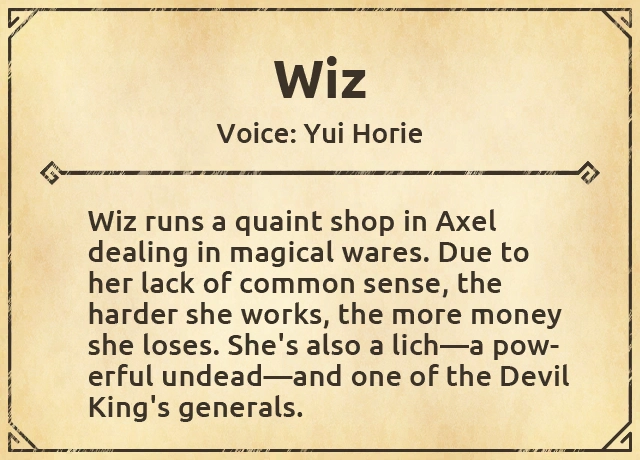 Wiz
Voice: Yui Horie
Wiz runs a quaint shop in Axel
dealing in magical wares. Due to
her lack of common sense, the
harder she works, the more money
she loses. She's also a lich—a pow-
erful undead—and one of the Devil
King's generals.